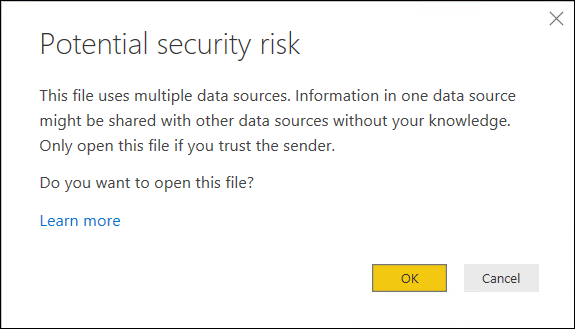 Potential security risk
This file uses multiple data sources. Information in one data source
might be shared with other data sources without your knowledge.
Only open this file if you trust the sender.
Do you want to open this file?
Learn more
OK
Cancel